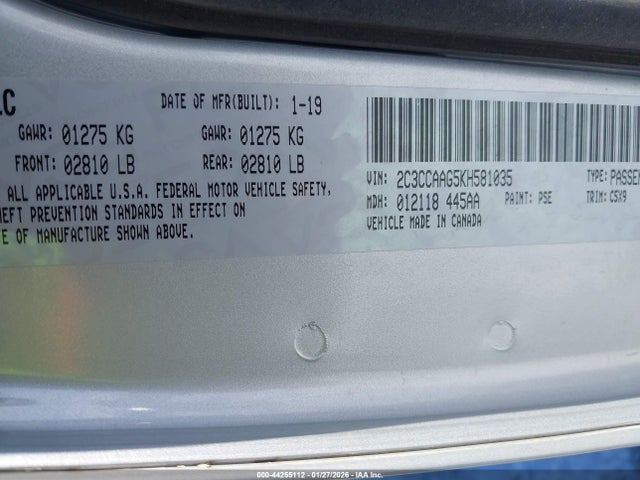 LC
DATE OF MFR(BUILT): 1-19
GAWR: 01275 KG GAWR: 01275 KG
FRONT: 02810 LB REAR: 02810 LB
ALL APPLICABLE U.S.A. FEDERAL MOTOR VEHICLE SAFETY,
THEFT PREVENTION STANDARDS IN EFFECT ON
E OF MANUFACTURE SHOWN ABOVE.
VIN: 2C3CCAAG5KH581035 TYPE: PASSEN
MDH: 012118 445AA PAINT: PSE TRIM: C5X9
VEHICLE MADE IN CANADA
000-44255112 - 01/27/2026 - IAA Inc.